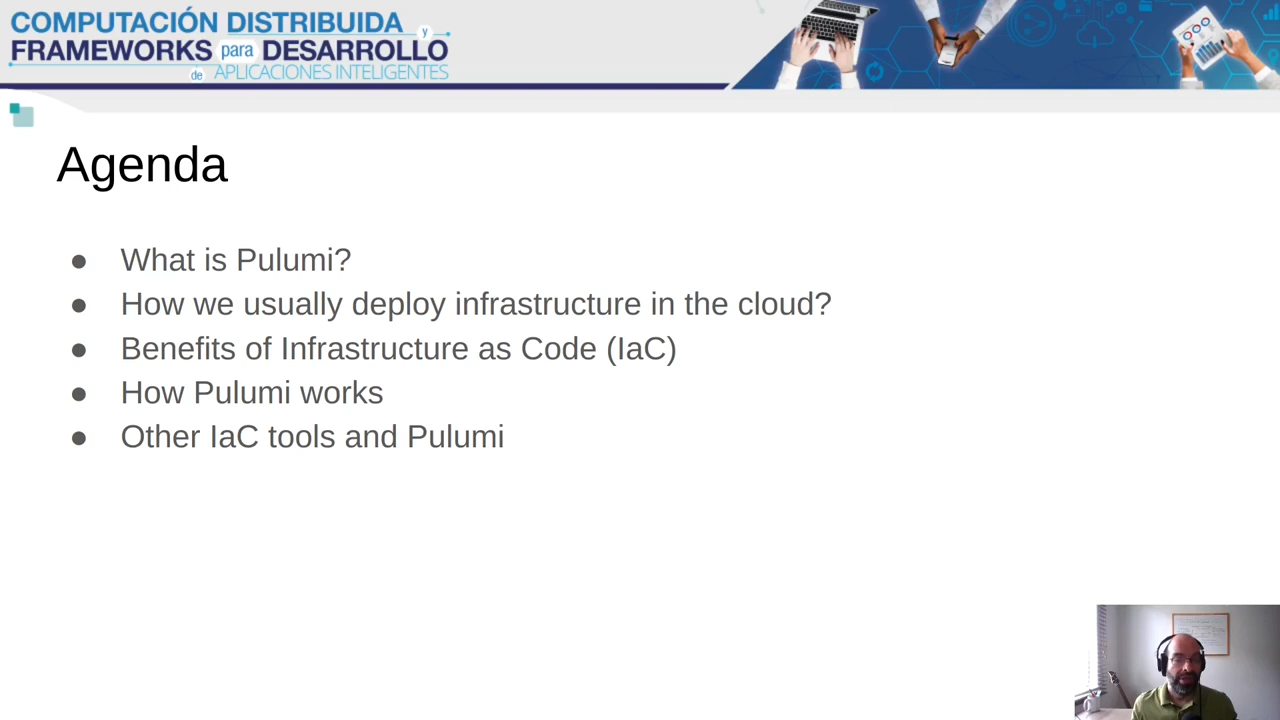 COMPUTACIÓN DISTRIBUIDA y
FRAMEWORKS para DESARROLLO
de APLICACIONES INTELIGENTES
Agenda
● What is Pulumi?
● How we usually deploy infrastructure in the cloud?
● Benefits of Infrastructure as Code (IaC)
● How Pulumi works
● Other IaC tools and Pulumi